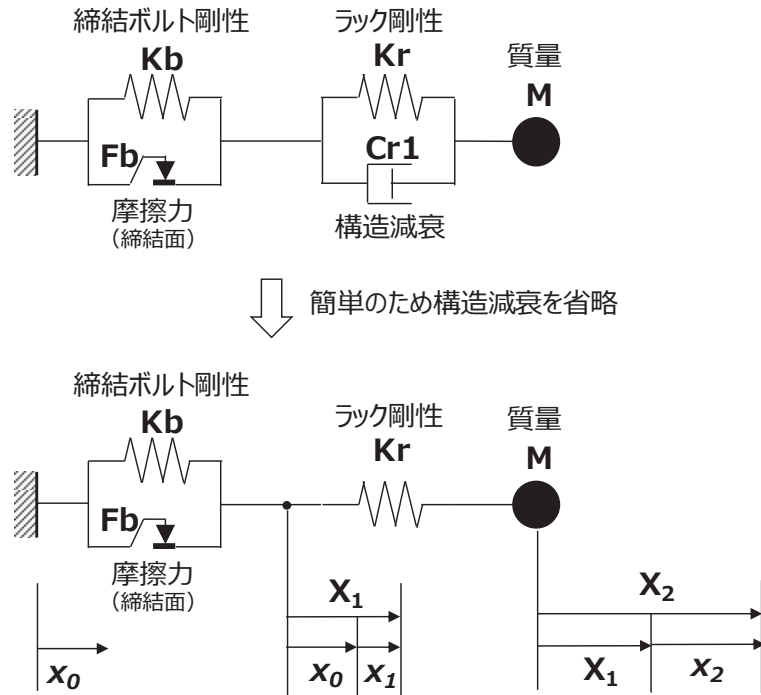 締結ボルト剛性
Kb
ラック剛性
Kr
質量
M
Fb
Cr1
摩擦力
(締結面)
構造減衰
簡単のため構造減衰を省略
締結ボルト剛性
Kb
ラック剛性
Kr
質量
M
Fb
摩擦力
(締結面)
X₁
X₂
x₀
x₀
x₁
X₁
x₂